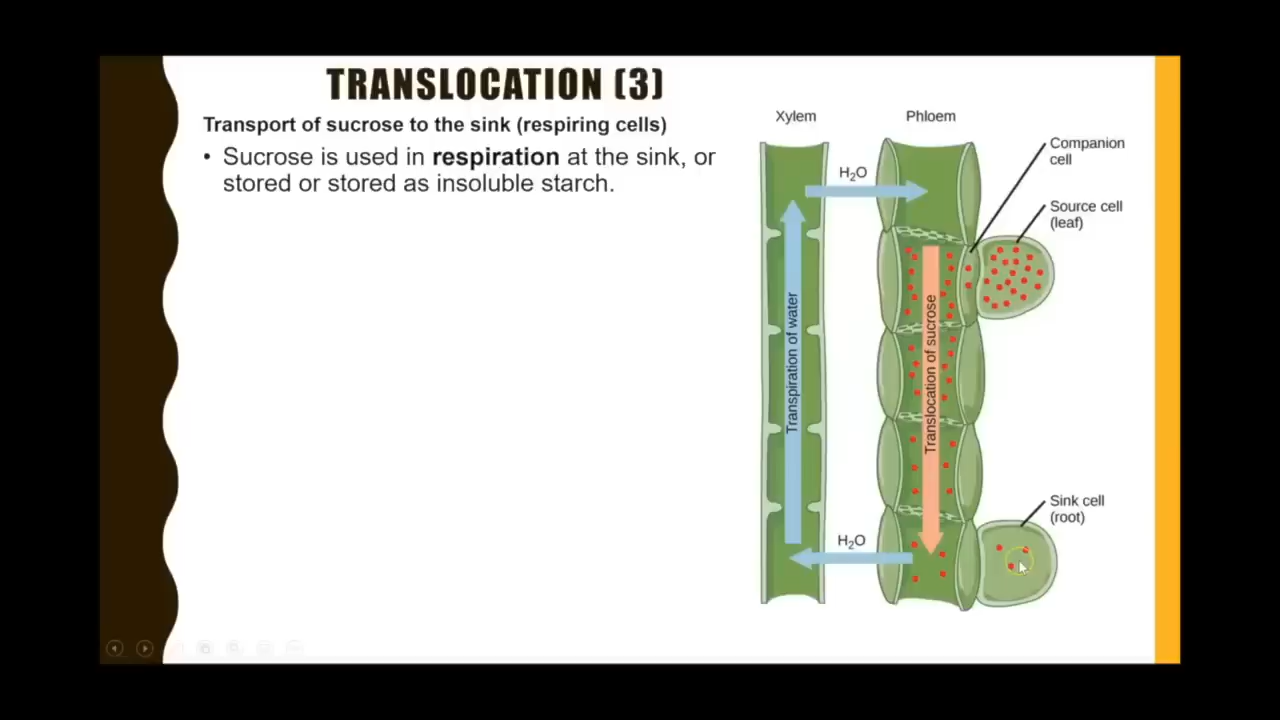 TRANSLOCATION (3)
Transport of sucrose to the sink (respiring cells)
• Sucrose is used in respiration at the sink, or
stored or stored as insoluble starch.
Xylem
Phloem
Companion
cell
H₂O
Source cell
(leaf)
Transpiration of water
Translocation of sucrose
Sink cell
(root)
H₂O